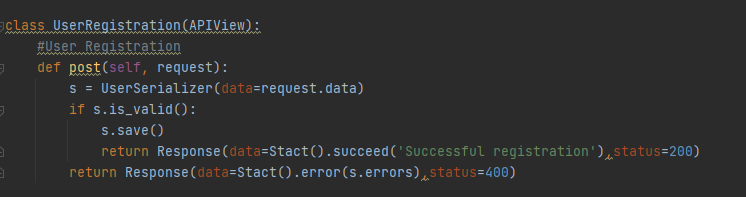 class UserRegistration(APIView):
    #User Registration
    def post(self, request):
        s = UserSerializer(data=request.data)
        if s.is_valid():
            s.save()
            return Response(data=Stact().succeed('Successful registration'),status=200)
        return Response(data=Stact().error(s.errors),status=400)